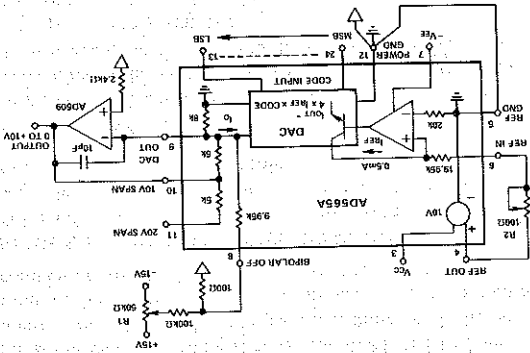 +15V
R1
50kΩ
−15V
100kΩ
100Ω
REF OUT
VCC
BIPOLAR OFF
4
3
8
R2
100Ω
10V
+
−
AD565A
11
20V SPAN
9.95k
5k
10
10V SPAN
REF IN
6
19.95k
0.5mA
IREF
5k
10pF
REF
GND
5
20k
DAC
IOUT =
4 x IREF x CODE
IO
8k
9
DAC
OUT
AD509
OUTPUT
0 TO +10V
CODE INPUT
2.4kΩ
7
−VEE
12
POWER
GND
24
MSB
13
LSB